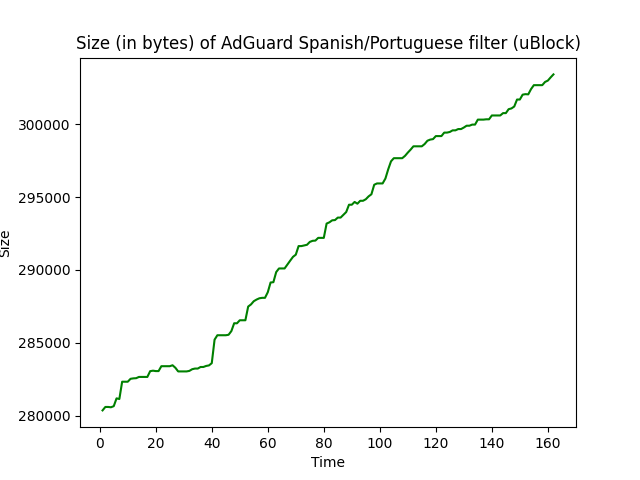 Size (in bytes) of AdGuard Spanish/Portuguese filter (uBlock)
300000
295000
290000
285000
280000
Size
0 20 40 60 80 100 120 140 160
Time